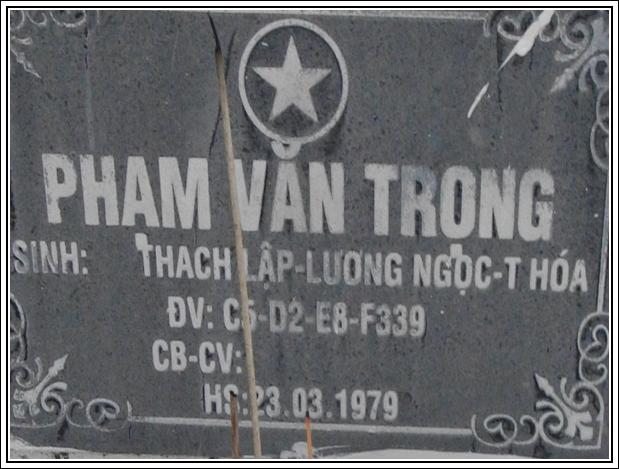 PHAM VĂN TRONG
SINH: THACH LẬP-LƯƠNG NGỌC-T HÓA
ĐV: C5-D2-E8-F339
CB-CV:
HS:23.03.1979